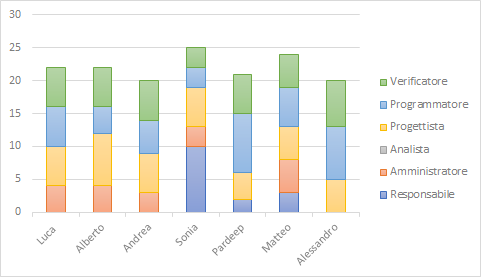 30
25
20
15
10
5
0
Luca
Alberto
Andrea
Sonia
Pardeep
Matteo
Alessandro
Verificatore
Programmatore
Progettista
Analista
Amministratore
Responsabile